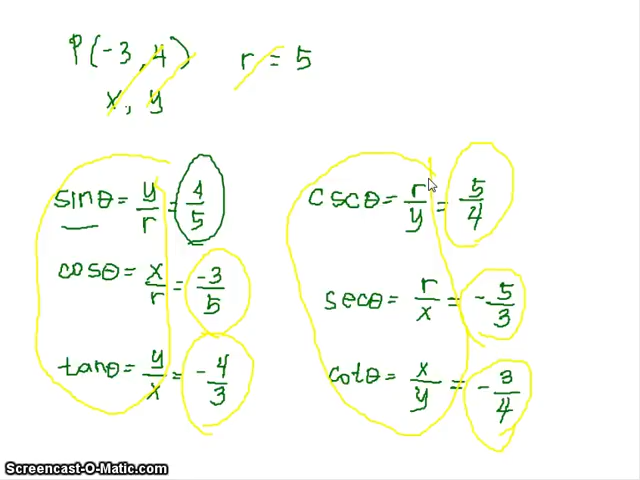 P(-3, 4) r = 5
x, y
sinθ = y/r = 4/5
cosθ = x/r = -3/5
tanθ = y/x = -4/3
cscθ = r/y = 5/4
secθ = r/x = -5/3
cotθ = x/y = -3/4
Screencast-O-Matic.com